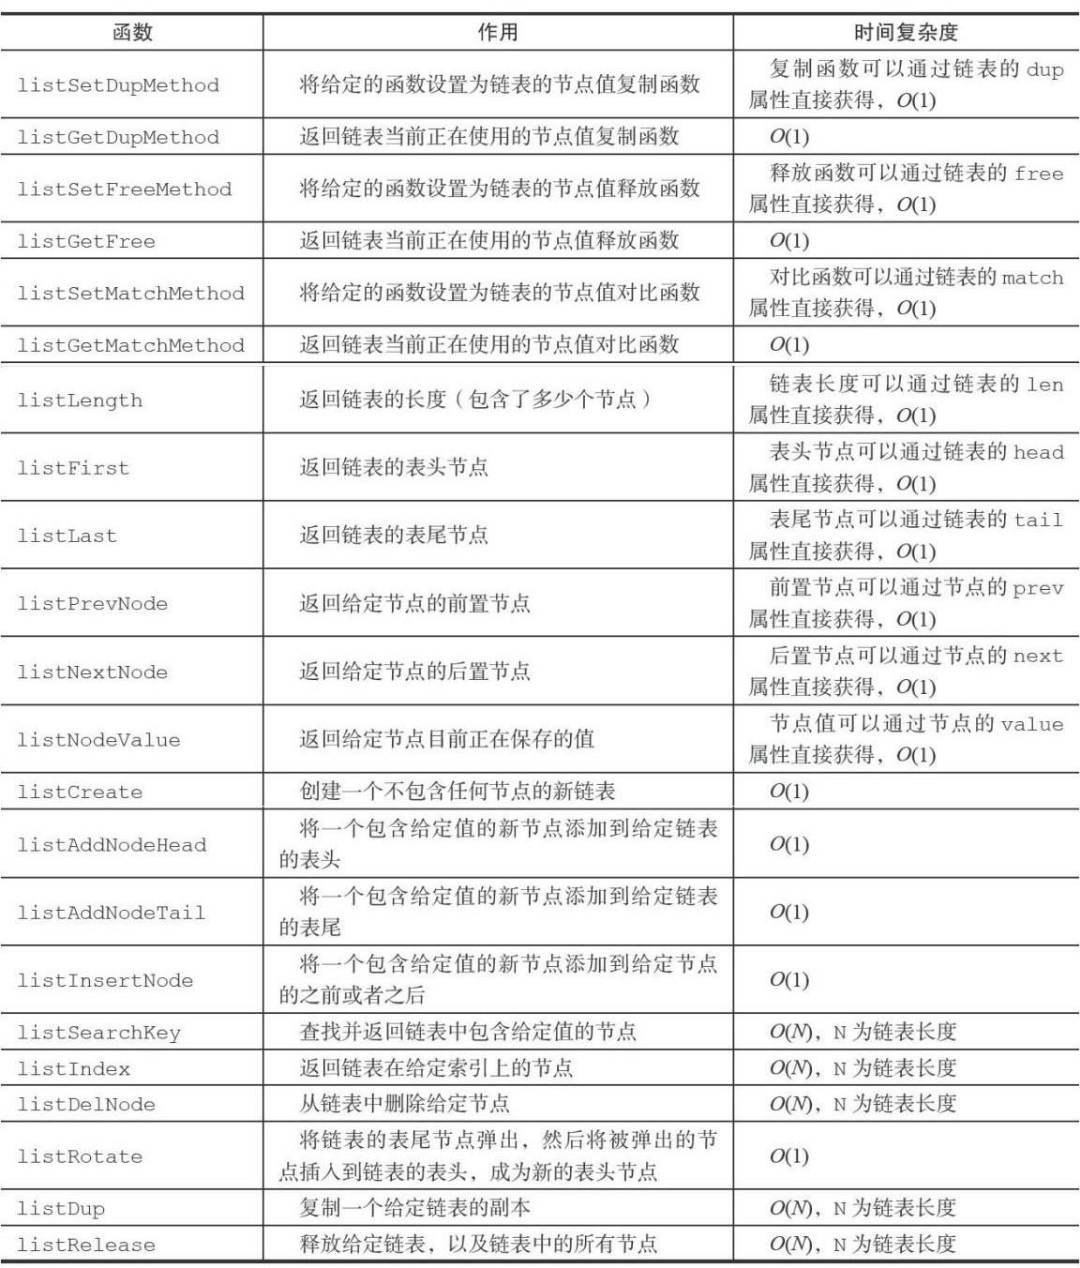 函数 作用 时间复杂度
listSetDupMethod 将给定的函数设置为链表的节点值复制函数 复制函数可以通过链表的 dup
属性直接获得，O(1)
listGetDupMethod 返回链表当前正在使用的节点值复制函数 O(1)
listSetFreeMethod 将给定的函数设置为链表的节点值释放函数 释放函数可以通过链表的 free
属性直接获得，O(1)
listGetFree 返回链表当前正在使用的节点值释放函数 O(1)
listSetMatchMethod 将给定的函数设置为链表的节点值对比函数 对比函数可以通过链表的 match
属性直接获得，O(1)
listGetMatchMethod 返回链表当前正在使用的节点值对比函数 O(1)
listLength 返回链表的长度（包含了多少个节点） 链表长度可以通过链表的 len
属性直接获得，O(1)
listFirst 返回链表的表头节点 表头节点可以通过链表的 head
属性直接获得，O(1)
listLast 返回链表的表尾节点 表尾节点可以通过链表的 tail
属性直接获得，O(1)
listPrevNode 返回给定节点的前置节点 前置节点可以通过节点的 prev
属性直接获得，O(1)
listNextNode 返回给定节点的后置节点 后置节点可以通过节点的 next
属性直接获得，O(1)
listNodeValue 返回给定节点目前正在保存的值 节点值可以通过节点的 value
属性直接获得，O(1)
listCreate 创建一个不包含任何节点的新链表 O(1)
listAddNodeHead 将一个包含给定值的新节点添加到给定链表
的表头 O(1)
listAddNodeTail 将一个包含给定值的新节点添加到给定链表
的表尾 O(1)
listInsertNode 将一个包含给定值的新节点添加到给定节点
的之前或者之后 O(1)
listSearchKey 查找并返回链表中包含给定值的节点 O(N)，N 为链表长度
listIndex 返回链表在给定索引上的节点 O(N)，N 为链表长度
listDelNode 从链表中删除给定节点 O(N)，N 为链表长度
listRotate 将链表的表尾节点弹出，然后将被弹出的节
点插入到链表的表头，成为新的表头节点 O(1)
listDup 复制一个给定链表的副本 O(N)，N 为链表长度
listRelease 释放给定链表，以及链表中的所有节点 O(N)，N 为链表长度